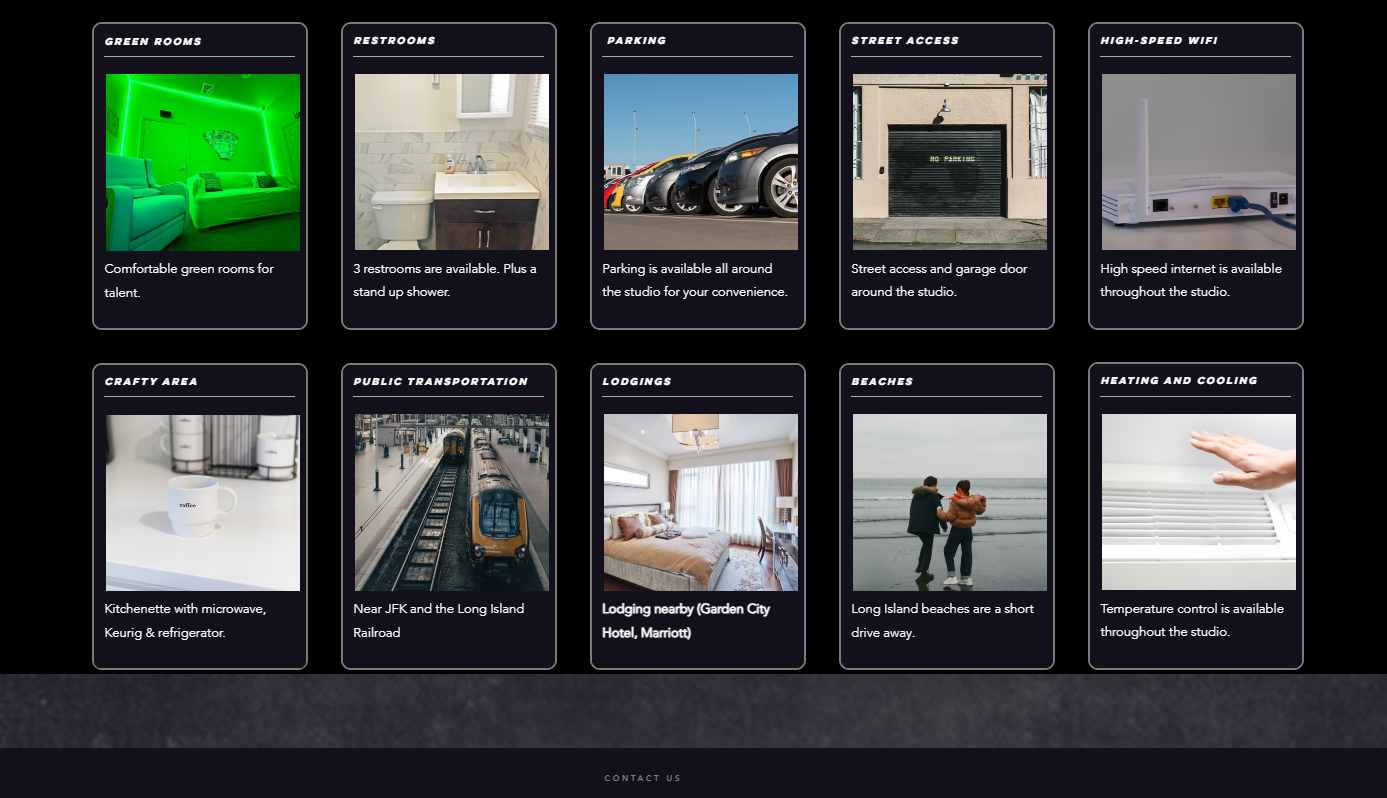 GREEN ROOMS
RESTROOMS
PARKING
STREET ACCESS
HIGH-SPEED WIFI
NO PARKING
Comfortable green rooms for
talent.
3 restrooms are available. Plus a
stand up shower.
Parking is available all around
the studio for your convenience.
Street access and garage door
around the studio.
High speed internet is available
throughout the studio.
CRAFTY AREA
PUBLIC TRANSPORTATION
LODGINGS
BEACHES
HEATING AND COOLING
coffee
Kitchenette with microwave,
Keurig & refrigerator.
Near JFK and the Long Island
Railroad
Lodging nearby (Garden City
Hotel, Marriott)
Long Island beaches are a short
drive away.
Temperature control is available
throughout the studio.
CONTACT US